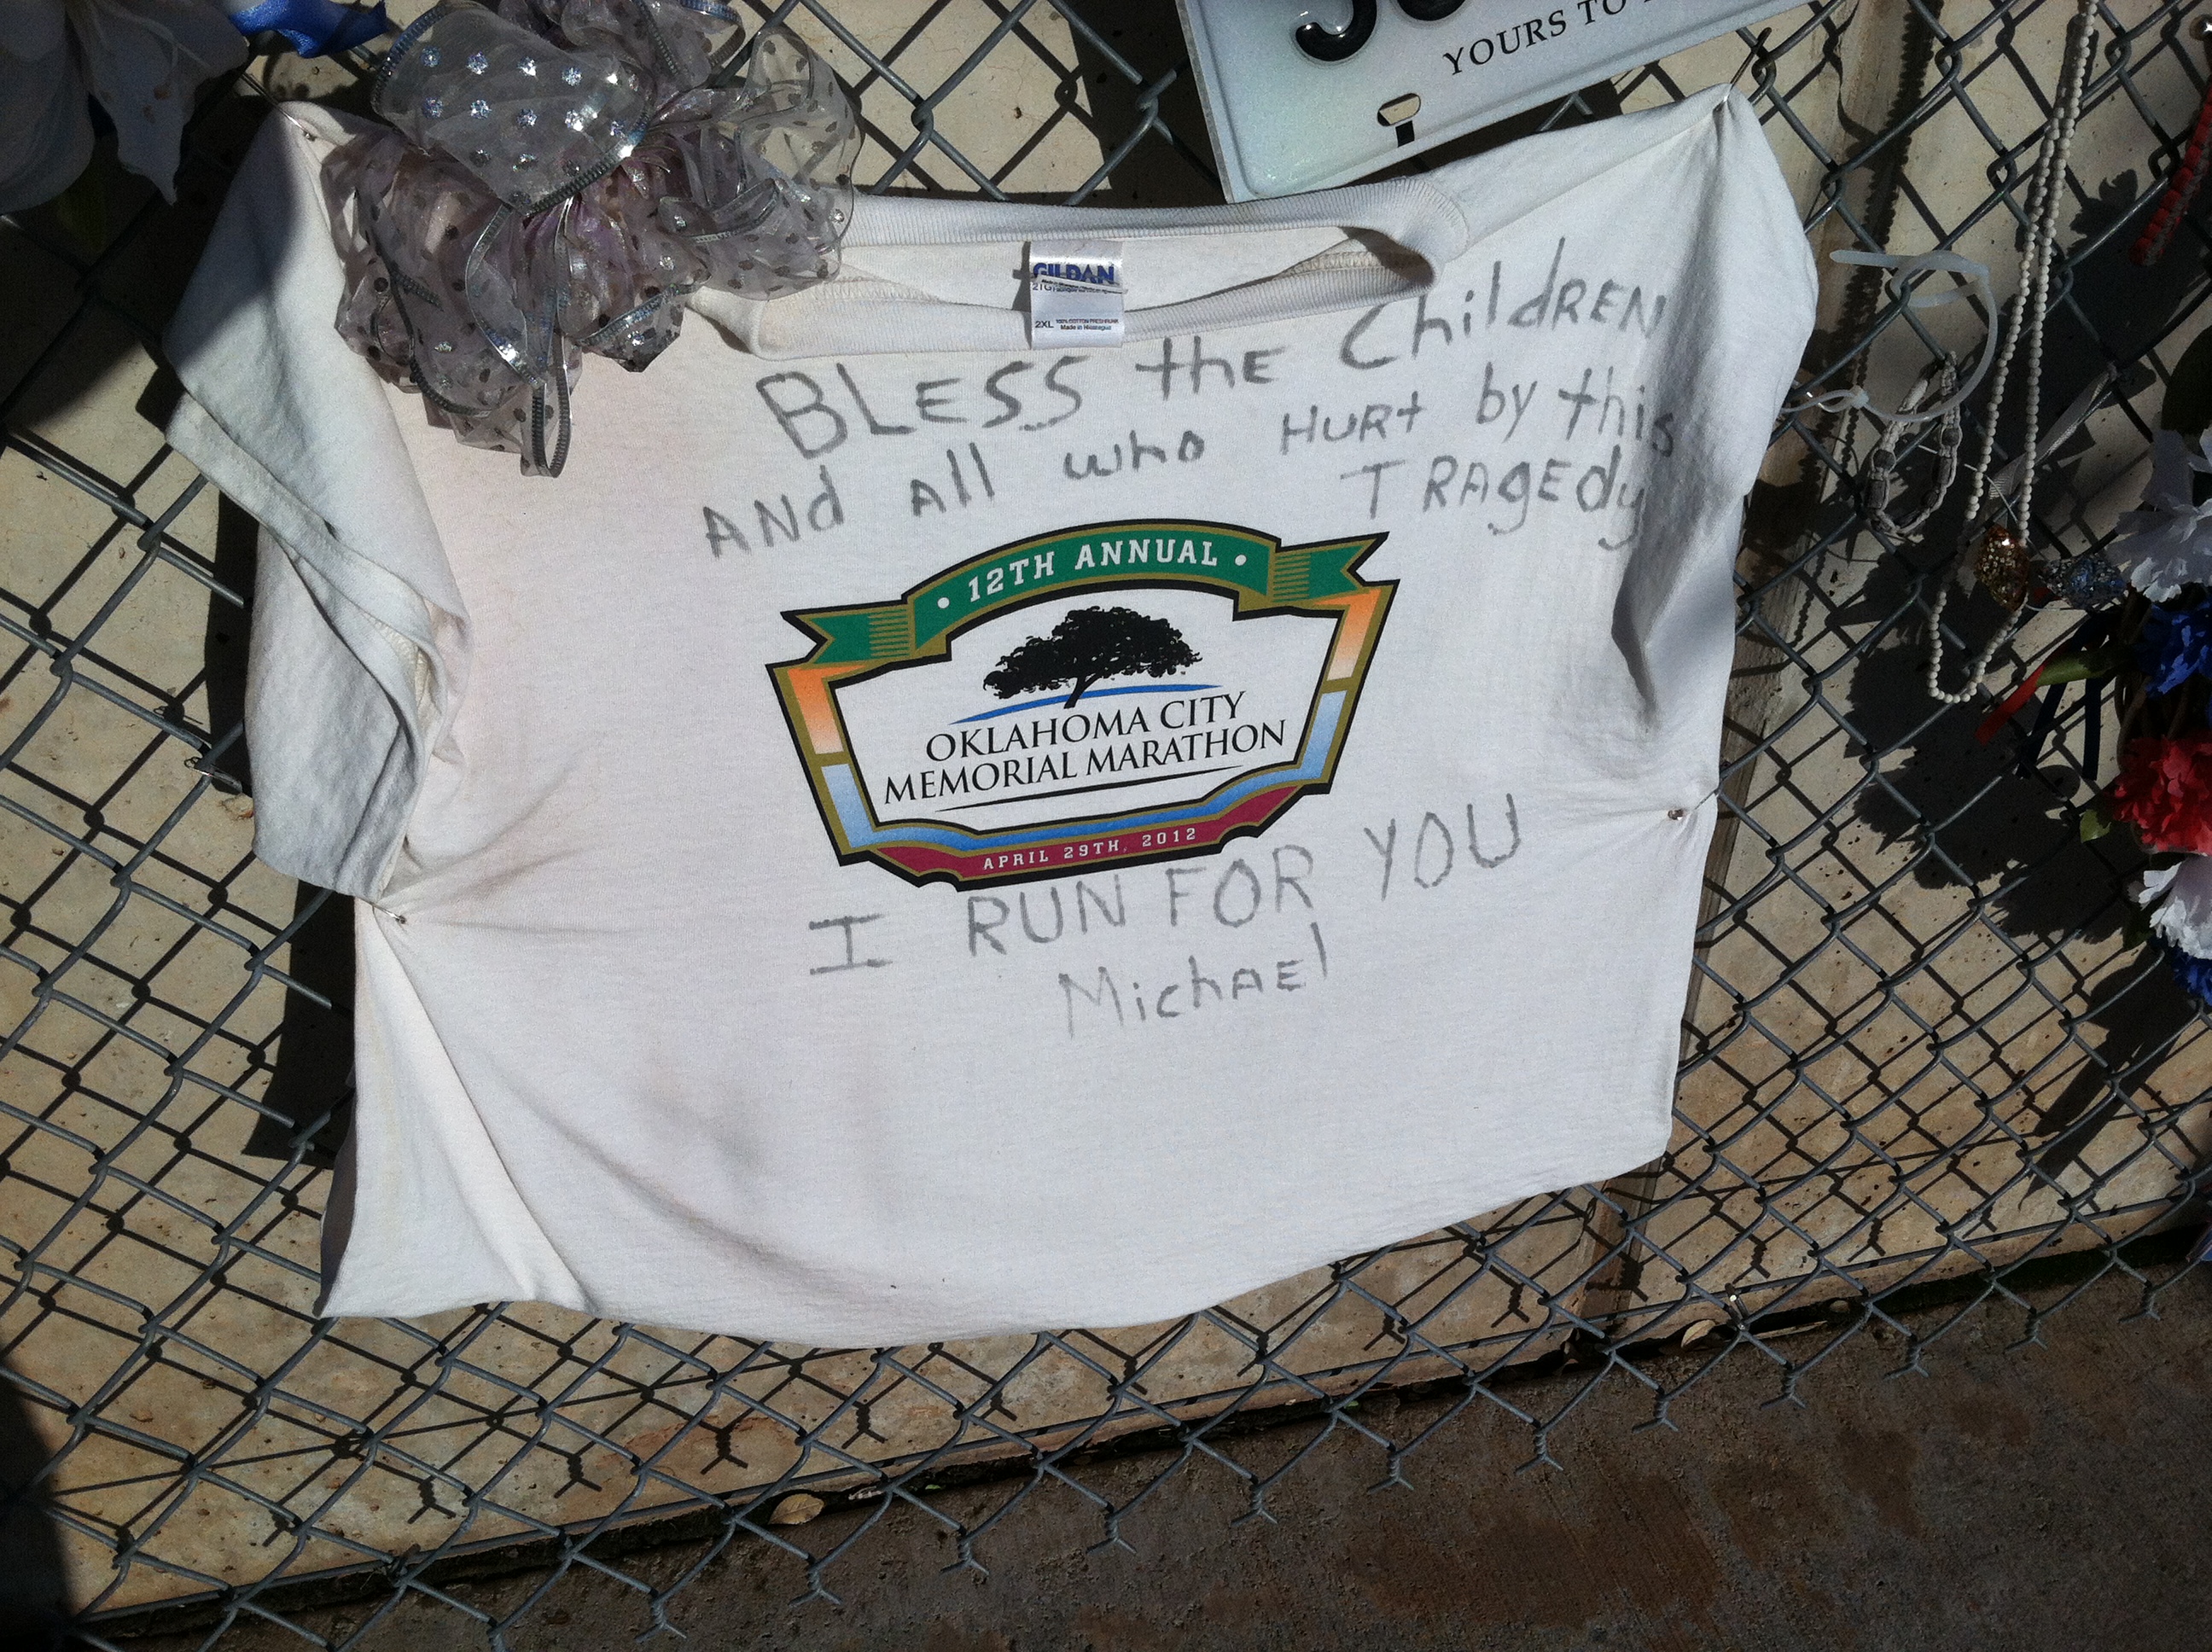 YOURS TO
GILDAN
2XL
BLESS the ChildREN
ANd All who HURt by this
TRAgEdy
• 12TH ANNUAL •
OKLAHOMA CITY
MEMORIAL MARATHON
APRIL 29TH, 2012
I RUN FOR YOU
MichAEl